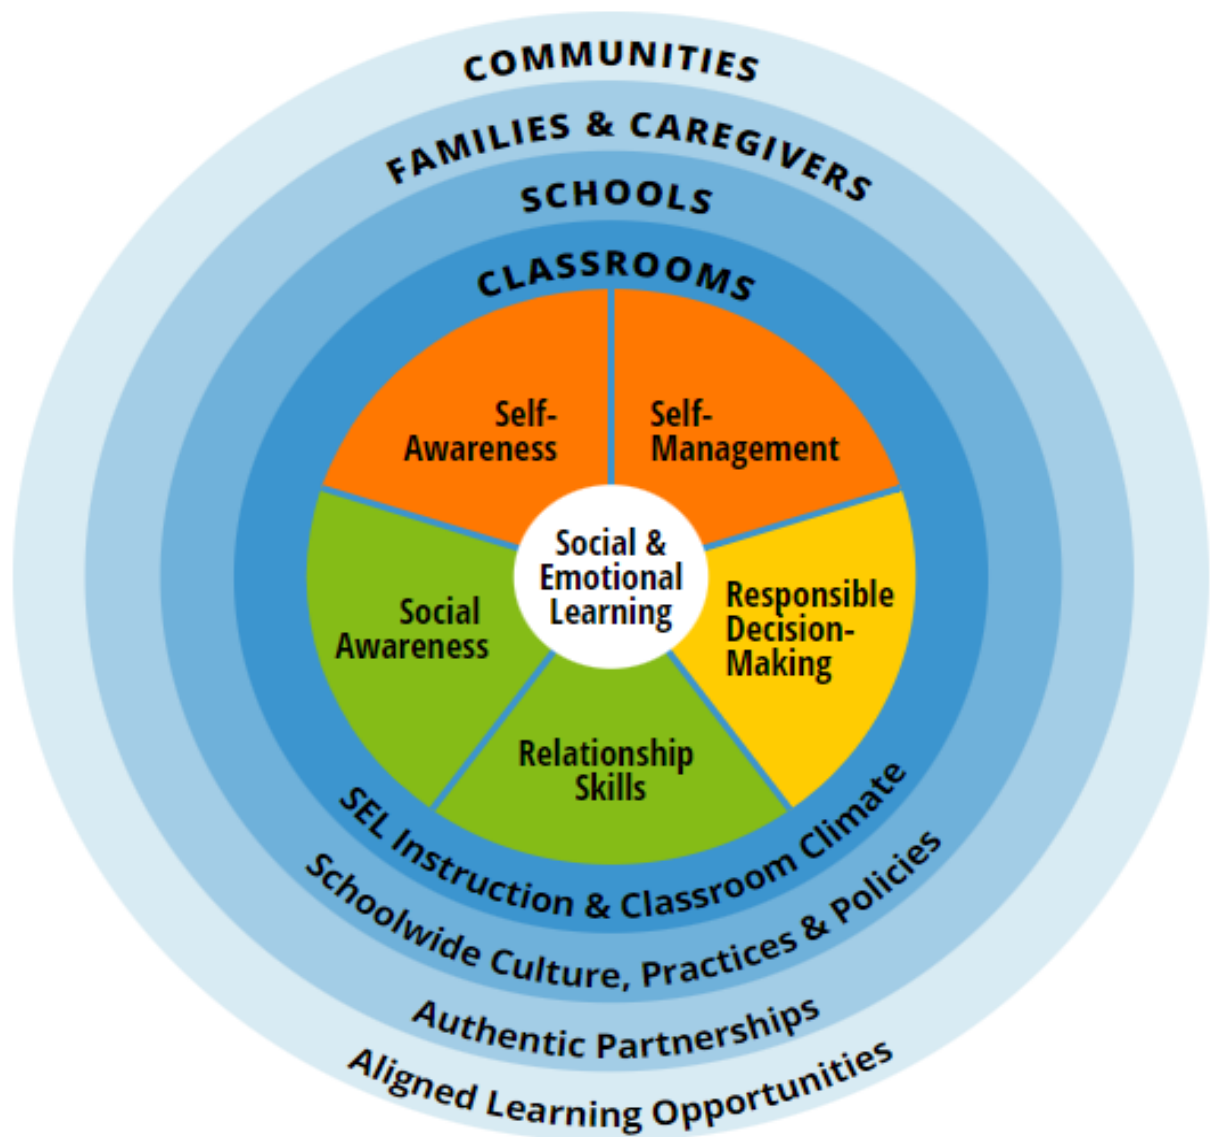 COMMUNITIES
FAMILIES & CAREGIVERS
SCHOOLS
CLASSROOMS
Self-
Awareness
Self-
Management
Social &
Emotional
Learning
Social
Awareness
Responsible
Decision-
Making
Relationship
Skills
SEL Instruction & Classroom Climate
Schoolwide Culture, Practices & Policies
Authentic Partnerships
Aligned Learning Opportunities